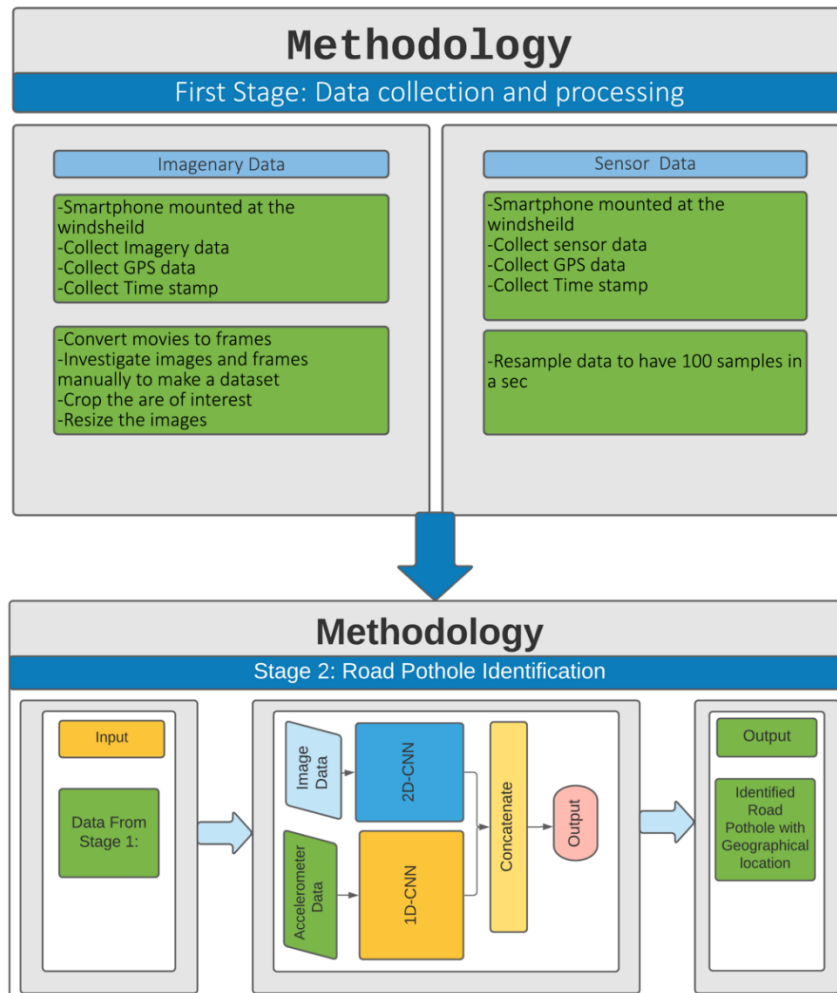 Methodology
First Stage: Data collection and processing
Imagenary Data
-Smartphone mounted at the
windsheild
-Collect Imagery data
-Collect GPS data
-Collect Time stamp
-Convert movies to frames
-Investigate images and frames
manually to make a dataset
-Crop the are of interest
-Resize the images
Sensor Data
-Smartphone mounted at the
windsheild
-Collect sensor data
-Collect GPS data
-Collect Time stamp
-Resample data to have 100 samples in
a sec
Methodology
Stage 2: Road Pothole Identification
Input
Data From
Stage 1:
Image
Data
2D-CNN
Accelerometer
Data
1D-CNN
Concatenate
Output
Output
Identified
Road
Pothole with
Geographical
location